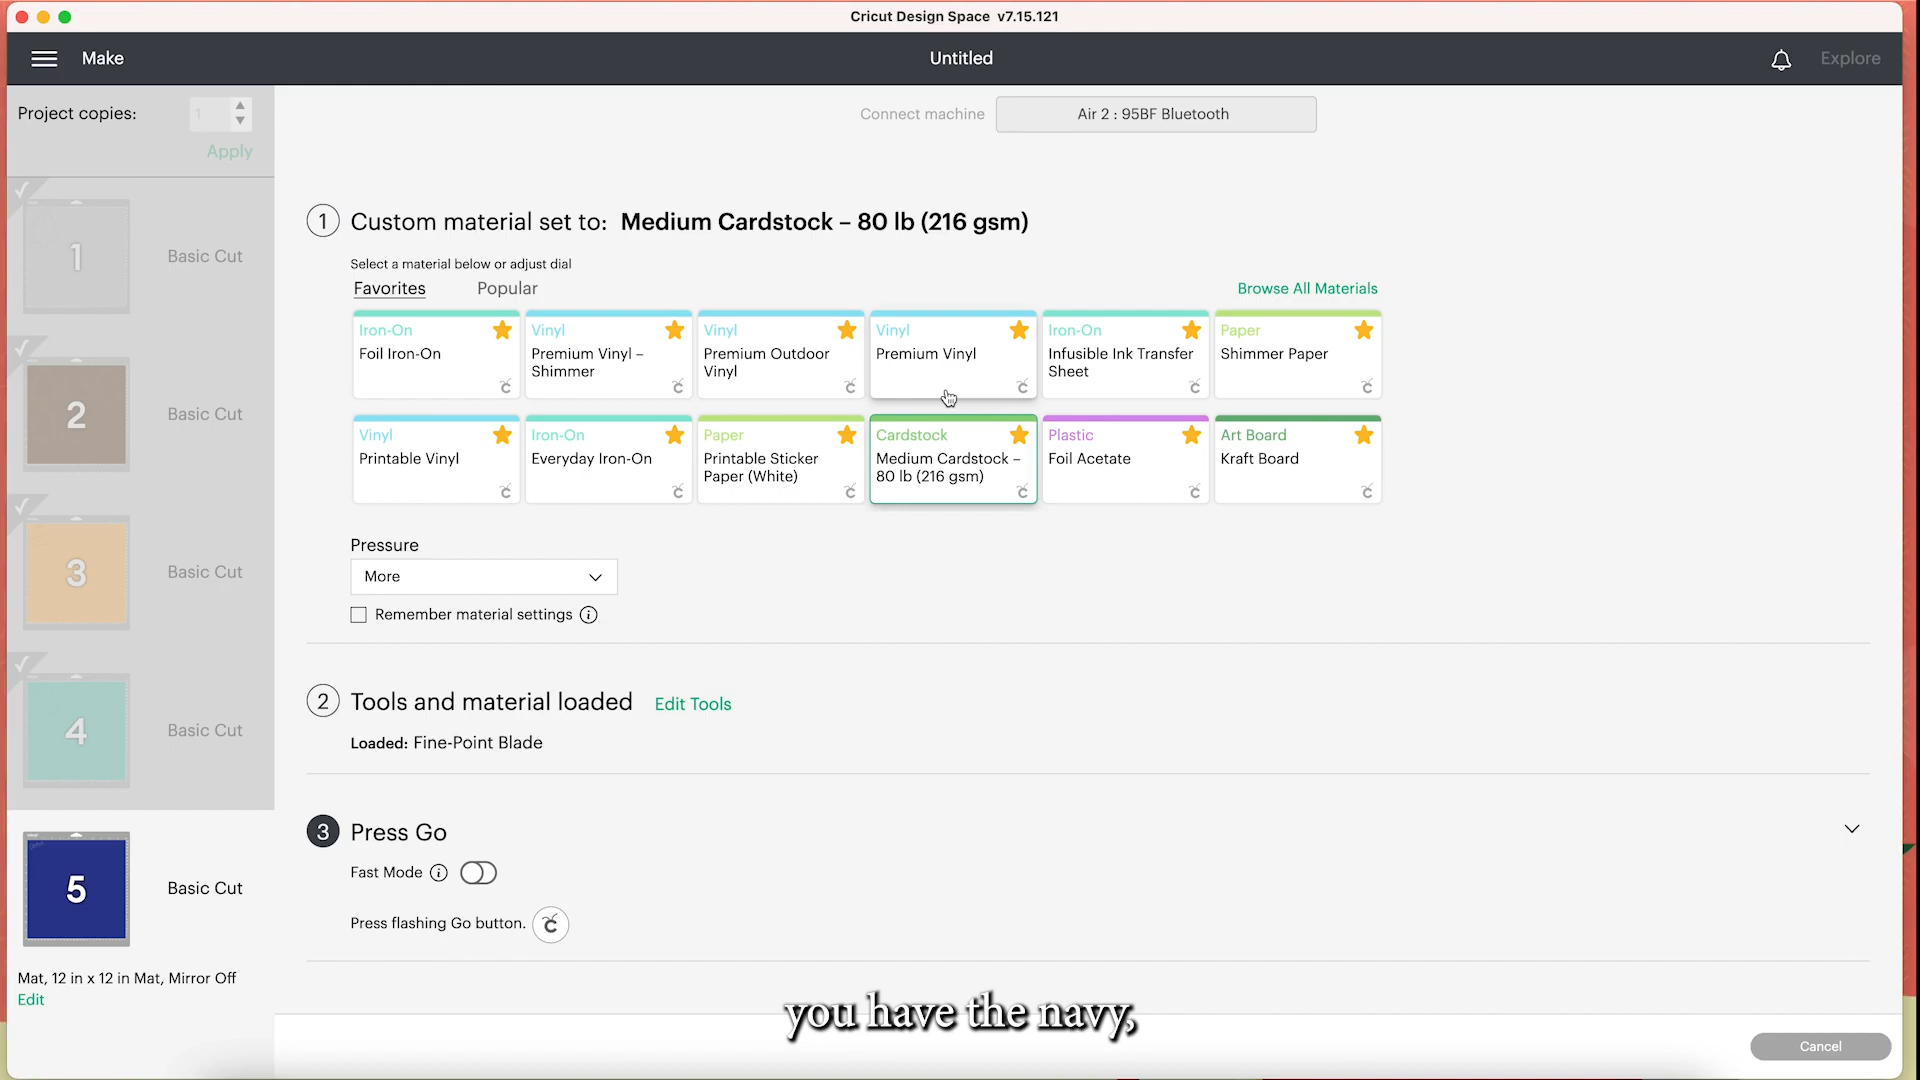 Cricut Design Space v7.15.121
Make
Untitled
Explore
Project copies:
1
Apply
Connect machine
Air 2 : 95BF Bluetooth
1
Basic Cut
2
Basic Cut
3
Basic Cut
4
Basic Cut
5
Basic Cut
Mat, 12 in x 12 in Mat, Mirror Off
Edit
1 Custom material set to: Medium Cardstock – 80 lb (216 gsm)
Select a material below or adjust dial
Favorites
Popular
Browse All Materials
Iron-On
Foil Iron-On
Vinyl
Premium Vinyl –
Shimmer
Vinyl
Premium Outdoor
Vinyl
Vinyl
Premium Vinyl
Iron-On
Infusible Ink Transfer
Sheet
Paper
Shimmer Paper
Vinyl
Printable Vinyl
Iron-On
Everyday Iron-On
Paper
Printable Sticker
Paper (White)
Cardstock
Medium Cardstock –
80 lb (216 gsm)
Plastic
Foil Acetate
Art Board
Kraft Board
Pressure
More
Remember material settings
2 Tools and material loaded
Edit Tools
Loaded: Fine-Point Blade
3 Press Go
Fast Mode
Press flashing Go button.
you have the navy,
Cancel